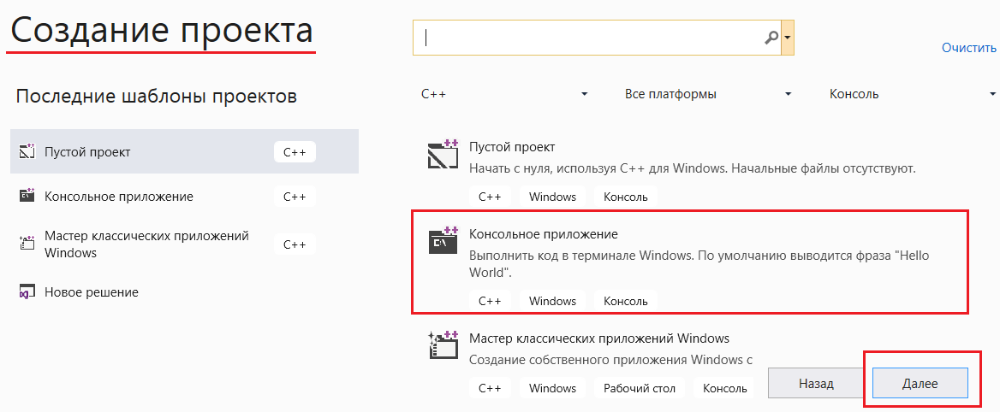 Создание проекта
Очистить
Последние шаблоны проектов
C++
Все платформы
Консоль
Пустой проект
C++
Консольное приложение
C++
Мастер классических приложений
Windows
C++
Новое решение
Пустой проект
Начать с нуля, используя C++ для Windows. Начальные файлы отсутствуют.
C++ Windows Консоль
Консольное приложение
C:\
Выполнить код в терминале Windows. По умолчанию выводится фраза "Hello
World".
C++ Windows Консоль
Мастер классических приложений Windows
Создание собственного приложения Windows с
C++ Windows Рабочий стол Консоль
Назад
Далее